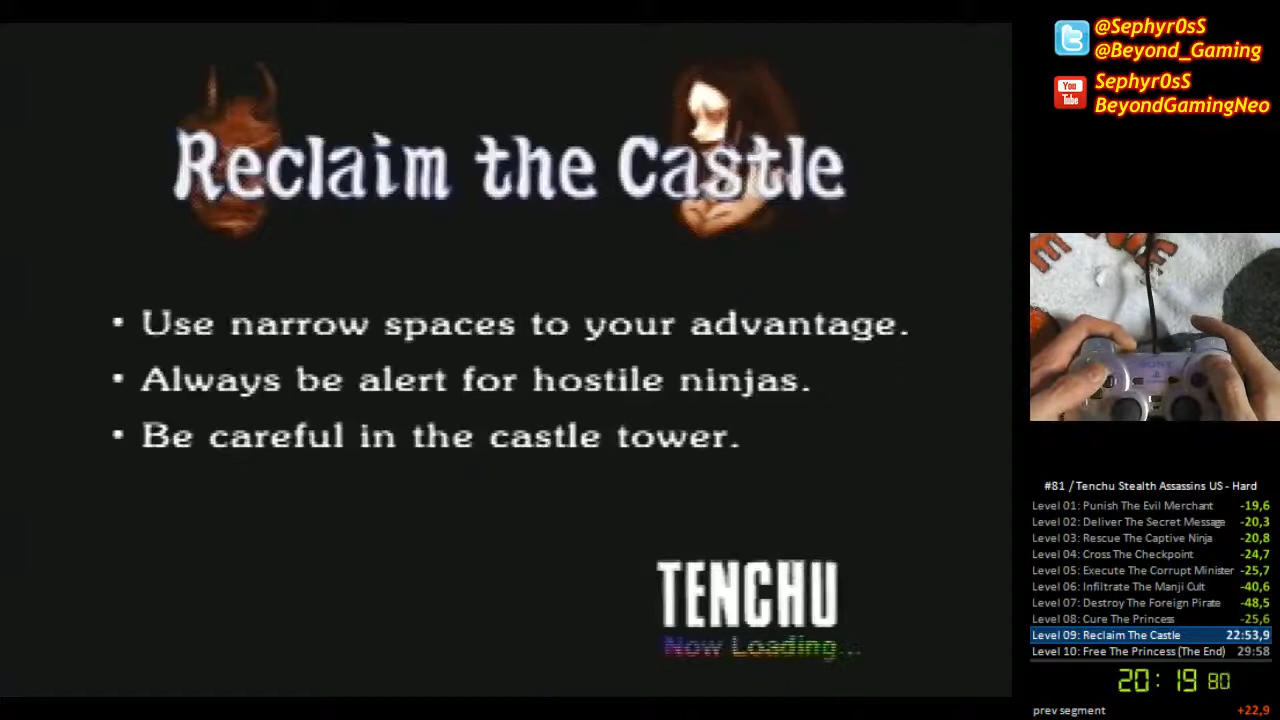 Reclaim the Castle
• Use narrow spaces to your advantage.
• Always be alert for hostile ninjas.
• Be careful in the castle tower.
TENCHU
Now Loading...
@Sephyr0sS
@Beyond_Gaming
You Tube
Sephyr0sS
BeyondGamingNeo
SONY
#81 / Tenchu Stealth Assassins US - Hard
Level 01: Punish The Evil Merchant -19,6
Level 02: Deliver The Secret Message -20,3
Level 03: Rescue The Captive Ninja -20,8
Level 04: Cross The Checkpoint -24,7
Level 05: Execute The Corrupt Minister -25,7
Level 06: Infiltrate The Manji Cult -40,6
Level 07: Destroy The Foreign Pirate -48,5
Level 08: Cure The Princess -25,6
Level 09: Reclaim The Castle 22:53,9
Level 10: Free The Princess (The End) 29:58
20:19 80
prev segment +22,9